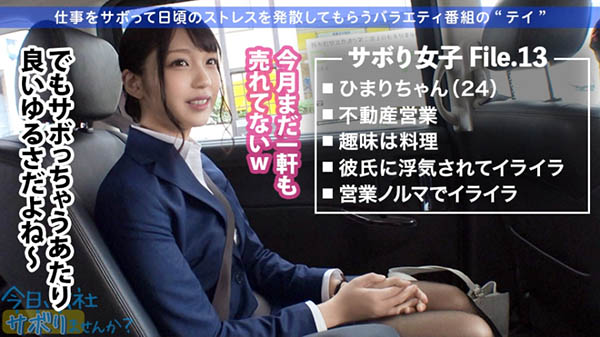 仕事をサボって日頃のストレスを発散してもらうバラエティ番組の“テイ”
サボり女子 File.13
■ ひまりちゃん(24)
■ 不動産営業
■ 趣味は料理
■ 彼氏に浮気されてイライラ
■ 営業ノルマでイライラ
今月まだ一軒も
売れてないw
でもサボっちゃうあたり
良いゆるさだよね~
今日、
社
サボリ
せんか?